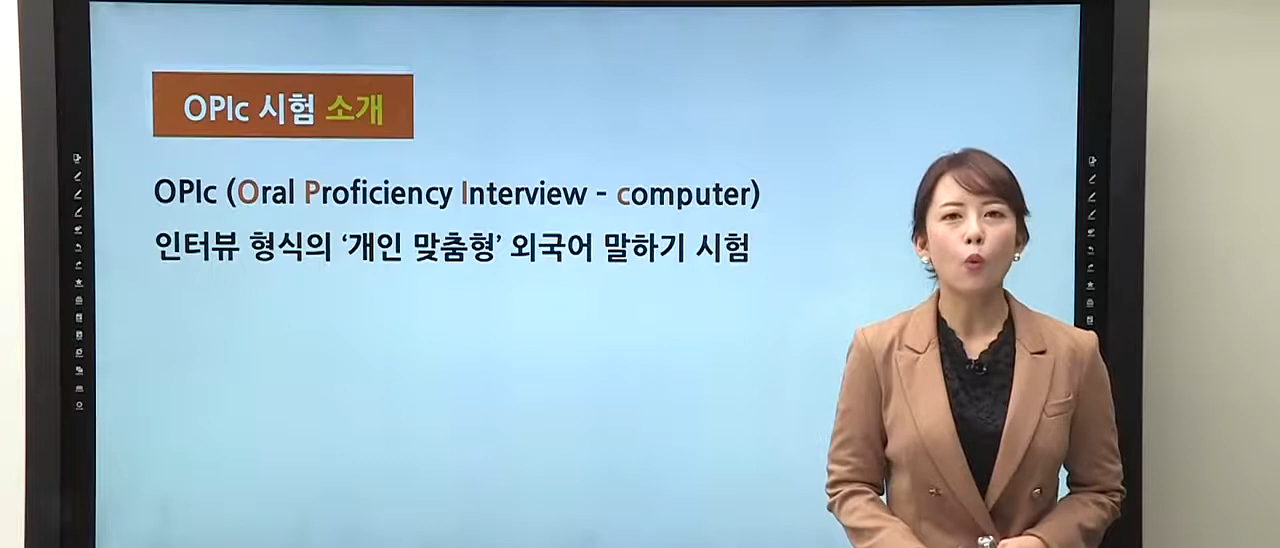 OPIc 시험 소개
OPIc (Oral Proficiency Interview - computer)
인터뷰 형식의 ‘개인 맞춤형’ 외국어 말하기 시험